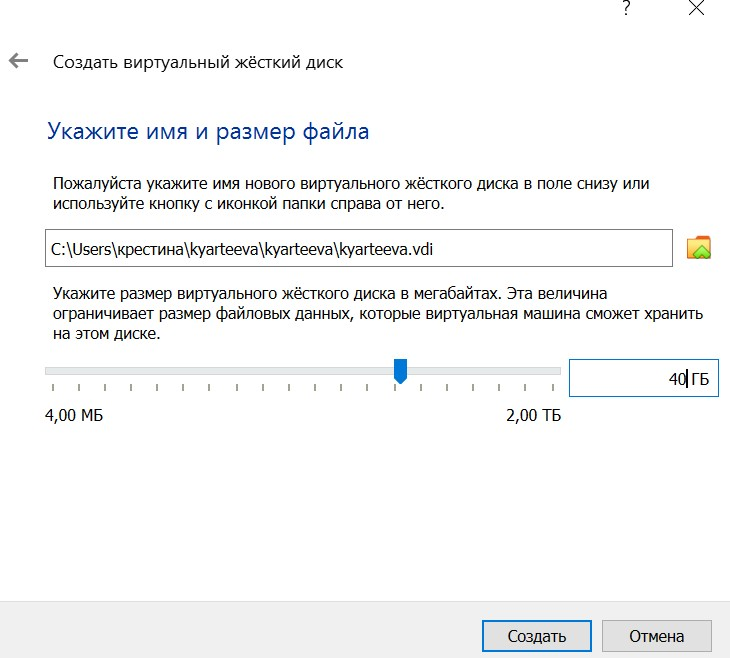 ?
Создать виртуальный жёсткий диск
Укажите имя и размер файла
Пожалуйста укажите имя нового виртуального жёсткого диска в поле снизу или
используйте кнопку с иконкой папки справа от него.
C:\Users\крестина\kyarteeva\kyarteeva\kyarteeva.vdi
Укажите размер виртуального жёсткого диска в мегабайтах. Эта величина
ограничивает размер файловых данных, которые виртуальная машина сможет хранить
на этом диске.
40 ГБ
4,00 МБ 2,00 ТБ
Создать Отмена